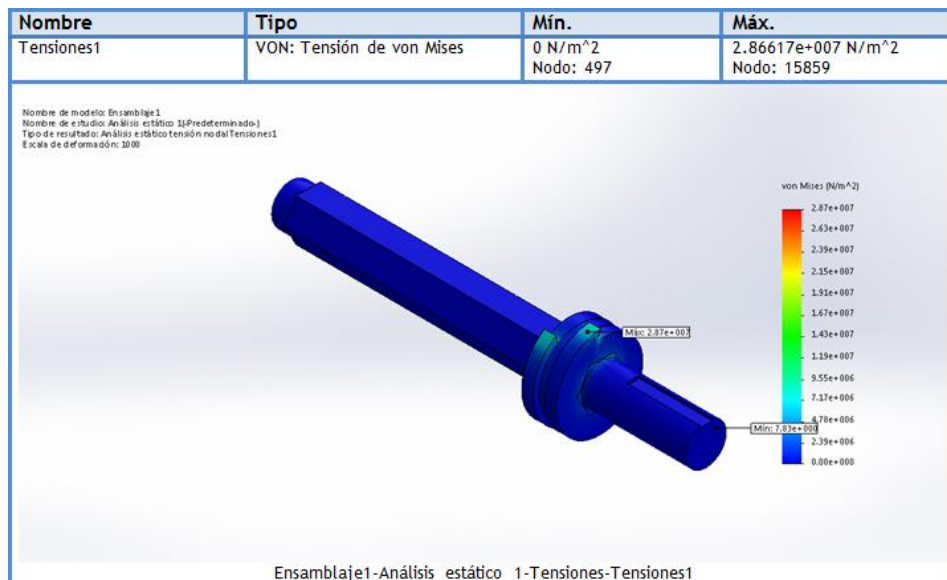 Nombre Tipo Mín. Máx.
Tensiones1 VON: Tensión de von Mises 0 N/m^2 2.86617e+007 N/m^2
Nodo: 497 Nodo: 15859
Nombre de modelo: Ensamblaje1
Nombre de estudio: Análisis estático 1(-Predeterminado-)
Tipo de resultado: Análisis estático tensión nodal Tensiones1
Escala de deformación: 1000
von Mises (N/m^2)
2.87e+007
2.63e+007
2.39e+007
2.15e+007
1.91e+007
1.67e+007
Máx: 2.87e+007
1.43e+007
1.19e+007
9.55e+006
7.17e+006
4.78e+006
Mín: 7.83e+000
2.39e+006
0.00e+000
Ensamblaje1-Análisis estático 1-Tensiones-Tensiones1